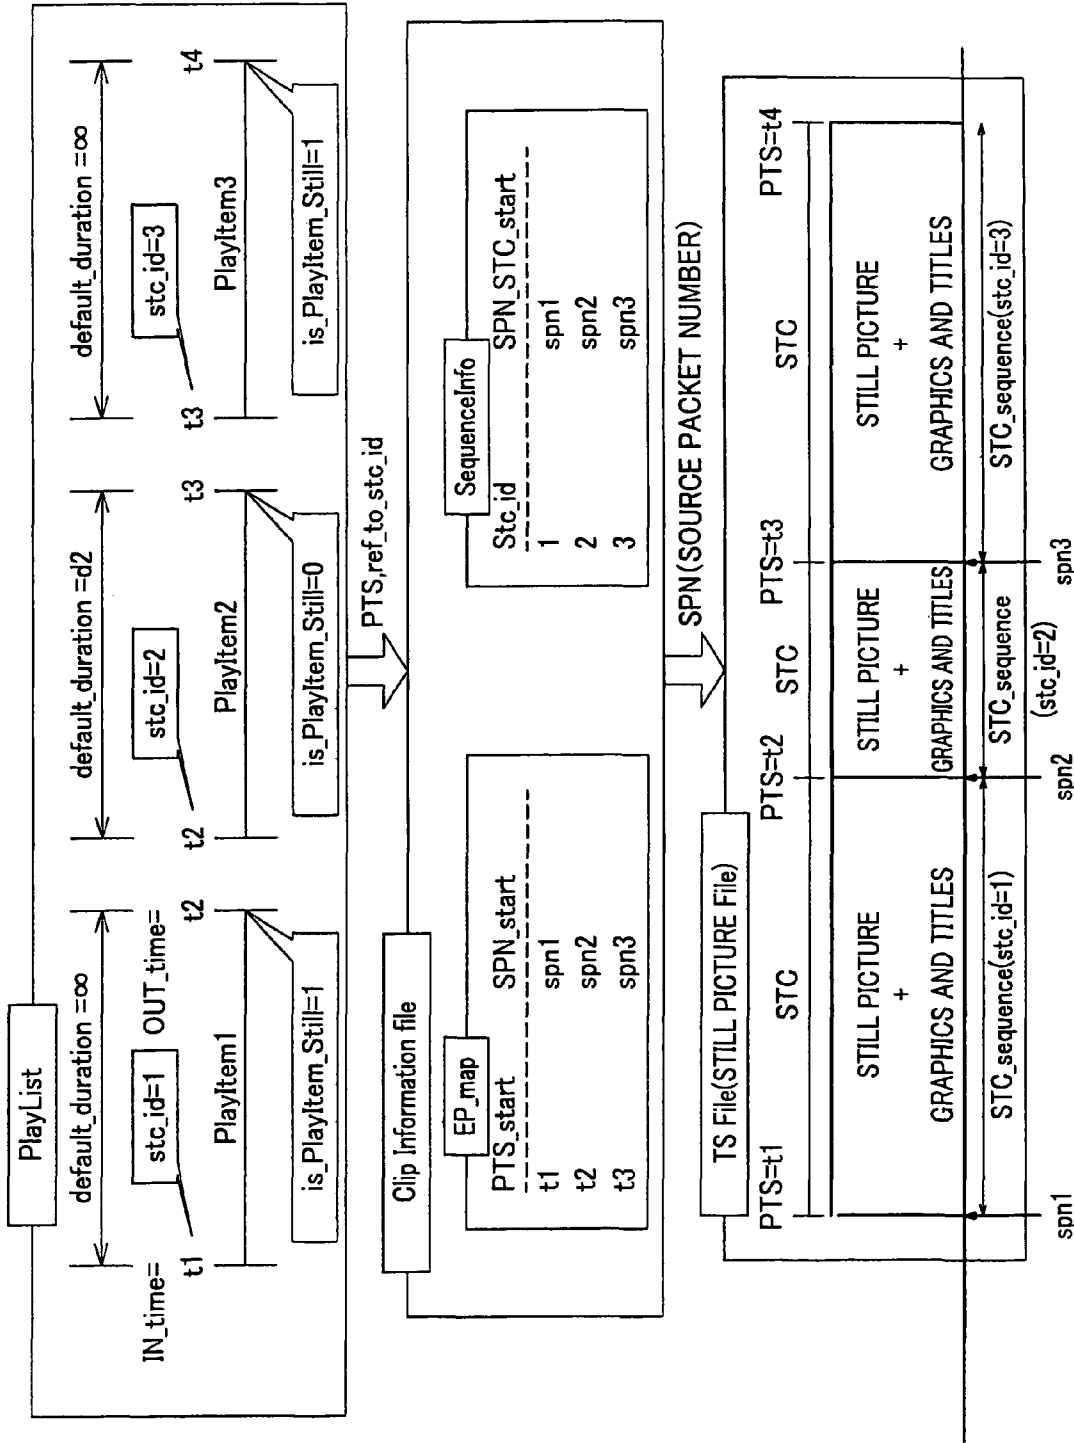 PlayList
default_duration =∞
default_duration =d2
default_duration =∞
IN_time=
stc_id=1
OUT_time=
stc_id=2
stc_id=3
t1
t2
t2
t3
t3
t4
PlayItem1
PlayItem2
PlayItem3
is_PlayItem_Still=1
is_PlayItem_Still=0
is_PlayItem_Still=1
PTS,ref_to_stc_id
Clip Information file
EP_map
PTS_start SPN_start
t1 spn1
t2 spn2
t3 spn3
SequenceInfo
Stc_id SPN_STC_start
1 spn1
2 spn2
3 spn3
SPN(SOURCE PACKET NUMBER)
TS File(STILL PICTURE File)
PTS=t1
PTS=t2
PTS=t3
PTS=t4
STC
STC
STC
STILL PICTURE
+
GRAPHICS AND TITLES
STILL PICTURE
+
GRAPHICS AND TITLES
STILL PICTURE
+
GRAPHICS AND TITLES
STC_sequence(stc_id=1)
STC_sequence
(stc_id=2)
STC_sequence(stc_id=3)
spn1
spn2
spn3